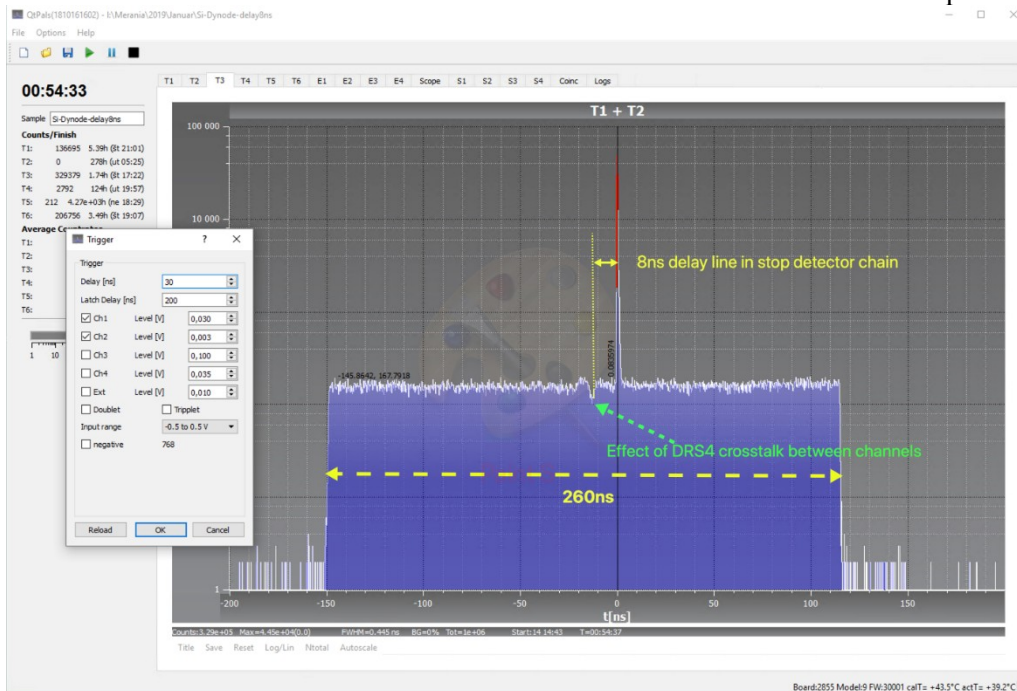 QtPals(1810161602) - I:\Merania\2019\Januar\Si-Dynode-delay8ns
File Options Help
00:54:33
Sample Si-Dynode-delay8ns
Counts/Finish
T1: 136695 5.39h (št 21:01)
T2: 0 278h (ut 05:25)
T3: 329379 1.74h (št 17:22)
T4: 2792 124h (ut 19:57)
T5: 212 4.27e+03h (ne 18:29)
T6: 206756 3.49h (št 19:07)
T1:
T2:
T3:
T4:
T5:
T6:
1 10
T1 T2 T3 T4 T5 T6 E1 E2 E3 E4 Scope S1 S2 S3 S4 Coinc Logs
T1 + T2
100 000
10 000
1
8ns delay line in stop detector chain
-145.8642, 167.7918
0.0835974
Effect of DRS4 crosstalk between channels
260ns
-200 -150 -100 -50 0 50 100 150
t[ns]
Counts:3.29e+05 Max=4.45e+04(0.0) FWHM=0.445 ns BG=0% Tot=1e+06 Start:14 14:43 T=00:54:37
Title Save Reset Log/Lin Ntotal Autoscale
Trigger ?
Trigger
Delay [ns] 30
Latch Delay [ns] 200
Ch1 Level [V] 0,030
Ch2 Level [V] 0,003
Ch3 Level [V] 0,100
Ch4 Level [V] 0,035
Ext Level [V] 0,010
Doublet Tripplet
Input range -0.5 to 0.5 V
negative 768
Reload OK Cancel
Board:2855 Model:9 FW:30001 calT= +43.5°C actT= +39.2°C